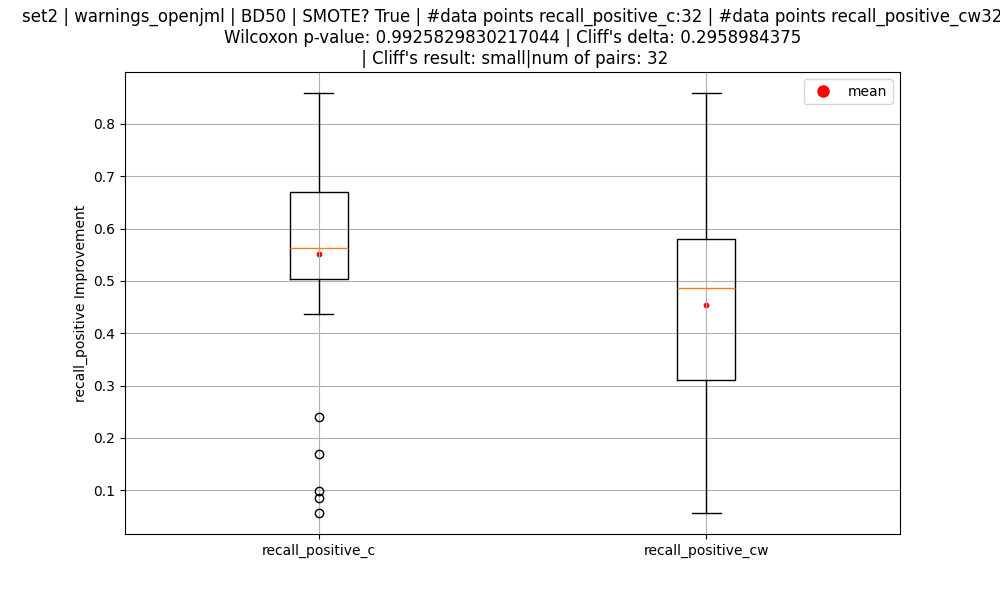 set2 | warnings_openjml | BD50 | SMOTE? True | #data points recall_positive_c:32 | #data points recall_positive_cw32
Wilcoxon p-value: 0.9925829830217044 | Cliff's delta: 0.2958984375
| Cliff's result: small|num of pairs: 32
mean
recall_positive Improvement
0.8
0.7
0.6
0.5
0.4
0.3
0.2
0.1
recall_positive_c
recall_positive_cw